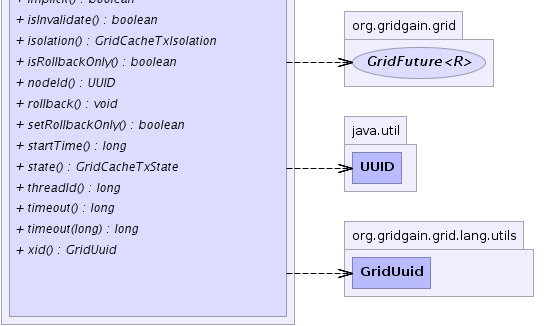 + implicit() : boolean
+ isInvalidate() : boolean
+ isolation() : GridCacheTxIsolation
+ isRollbackOnly() : boolean
+ nodeId() : UUID
+ rollback() : void
+ setRollbackOnly() : boolean
+ startTime() : long
+ state() : GridCacheTxState
+ threadId() : long
+ timeout() : long
+ timeout(long) : long
+ xid() : GridUuid
org.gridgain.grid
GridFuture<R>
java.util
UUID
org.gridgain.grid.lang.utils
GridUuid